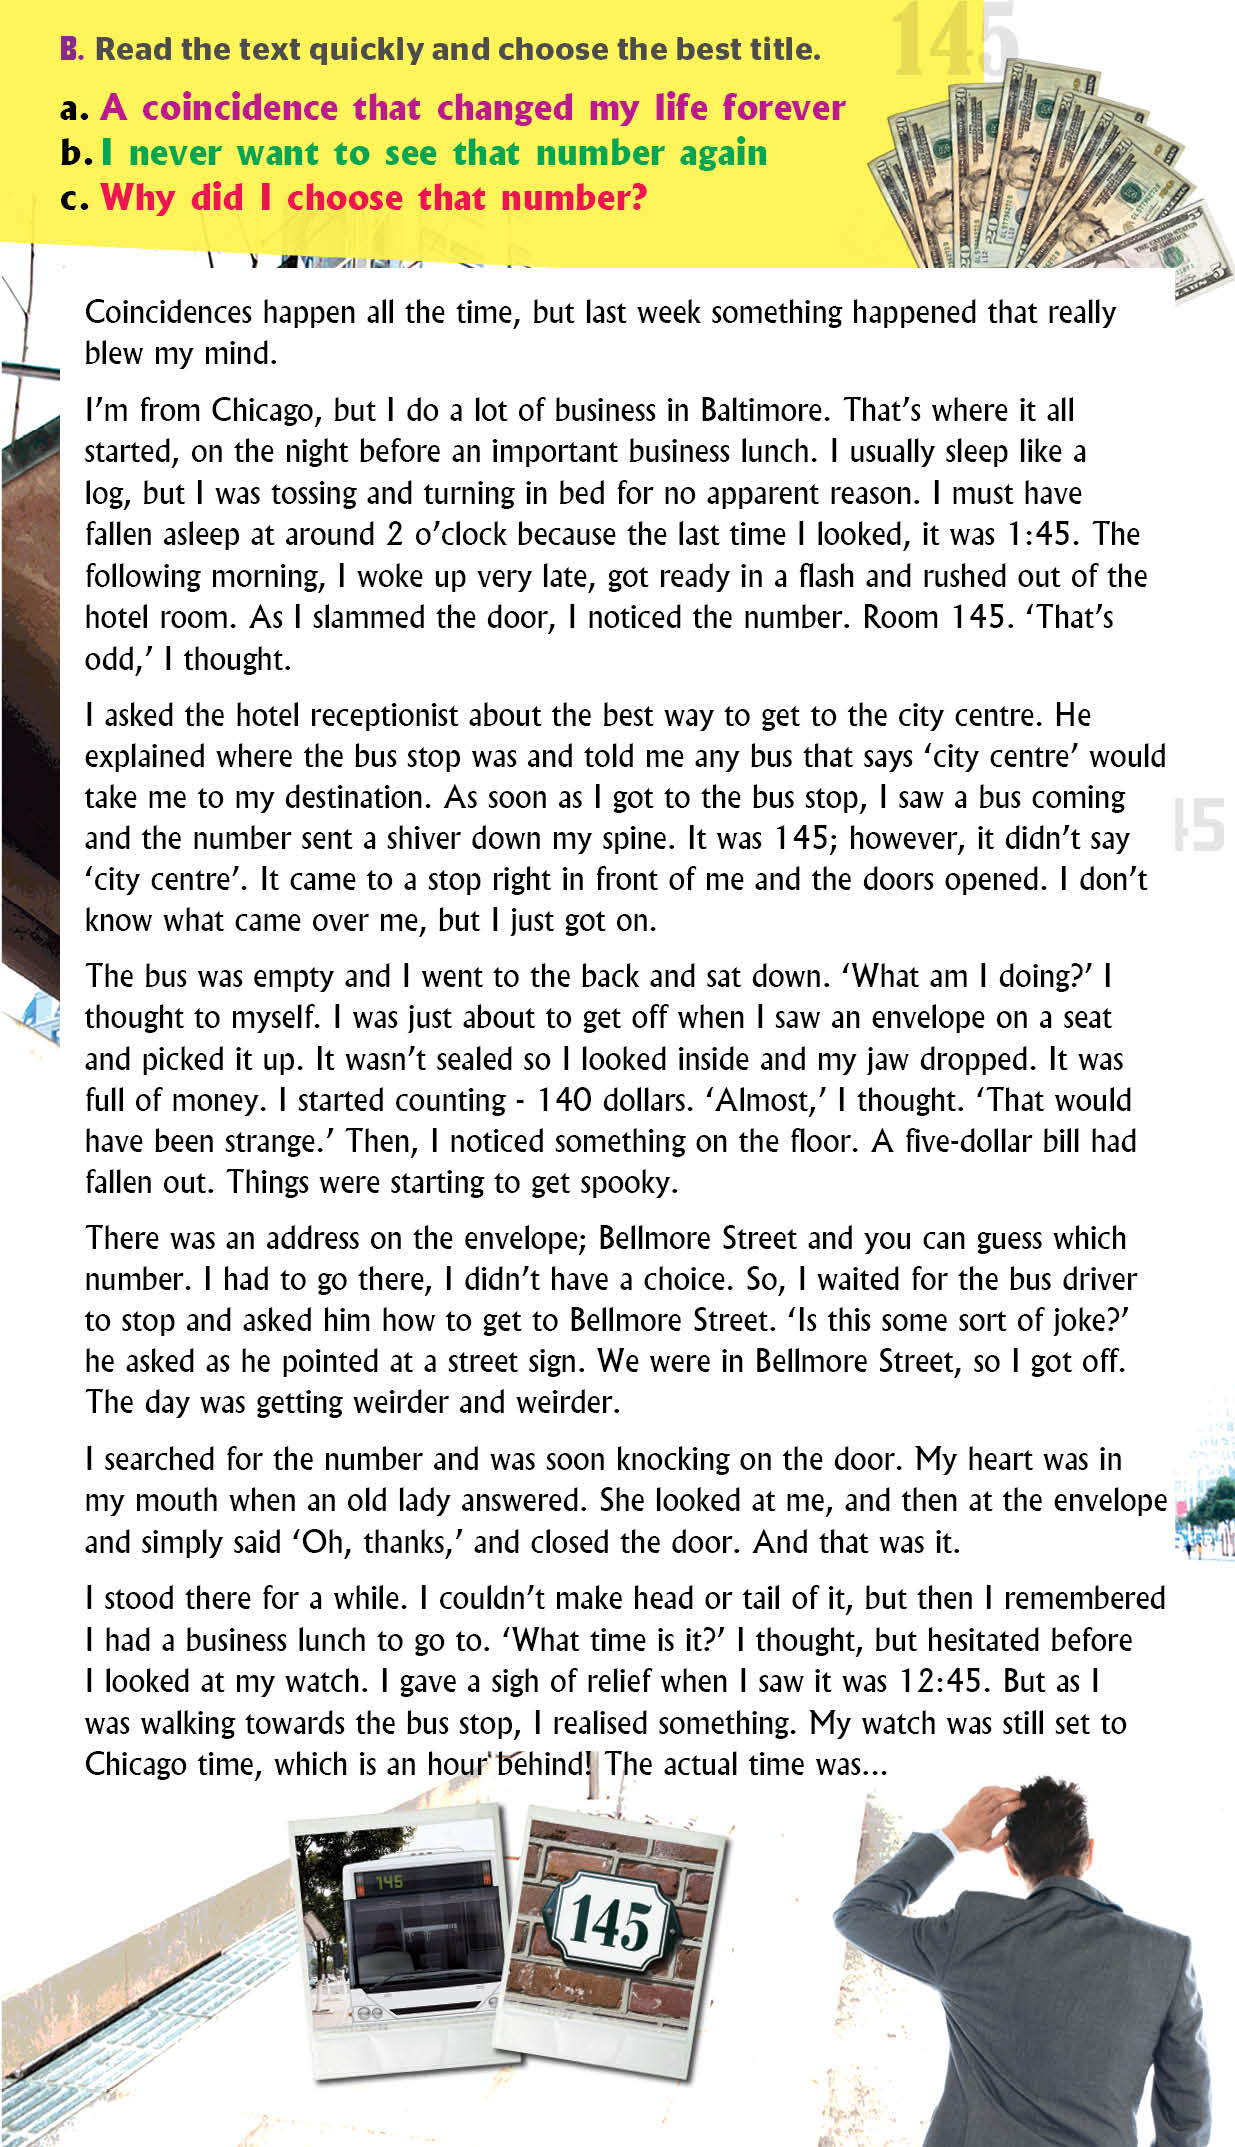 145
B. Read the text quickly and choose the best title.
a. A coincidence that changed my life forever
b. I never want to see that number again
c. Why did I choose that number?
Coincidences happen all the time, but last week something happened that really
blew my mind.
I'm from Chicago, but I do a lot of business in Baltimore. That's where it all
started, on the night before an important business lunch. I usually sleep like a
log, but I was tossing and turning in bed for no apparent reason. I must have
fallen asleep at around 2 o'clock because the last time I looked, it was 1:45. The
following morning, I woke up very late, got ready in a flash and rushed out of the
hotel room. As I slammed the door, I noticed the number. Room 145. ‘That's
odd,’ I thought.
I asked the hotel receptionist about the best way to get to the city centre. He
explained where the bus stop was and told me any bus that says ‘city centre’ would
take me to my destination. As soon as I got to the bus stop, I saw a bus coming
and the number sent a shiver down my spine. It was 145; however, it didn't say
‘city centre’. It came to a stop right in front of me and the doors opened. I don't
know what came over me, but I just got on.
The bus was empty and I went to the back and sat down. ‘What am I doing?’ I
thought to myself. I was just about to get off when I saw an envelope on a seat
and picked it up. It wasn't sealed so I looked inside and my jaw dropped. It was
full of money. I started counting - 140 dollars. ‘Almost,’ I thought. ‘That would
have been strange.’ Then, I noticed something on the floor. A five-dollar bill had
fallen out. Things were starting to get spooky.
There was an address on the envelope; Bellmore Street and you can guess which
number. I had to go there, I didn't have a choice. So, I waited for the bus driver
to stop and asked him how to get to Bellmore Street. ‘Is this some sort of joke?’
he asked as he pointed at a street sign. We were in Bellmore Street, so I got off.
The day was getting weirder and weirder.
I searched for the number and was soon knocking on the door. My heart was in
my mouth when an old lady answered. She looked at me, and then at the envelope
and simply said ‘Oh, thanks,’ and closed the door. And that was it.
I stood there for a while. I couldn't make head or tail of it, but then I remembered
I had a business lunch to go to. ‘What time is it?’ I thought, but hesitated before
I looked at my watch. I gave a sigh of relief when I saw it was 12:45. But as I
was walking towards the bus stop, I realised something. My watch was still set to
Chicago time, which is an hour behind! The actual time was...
145
145